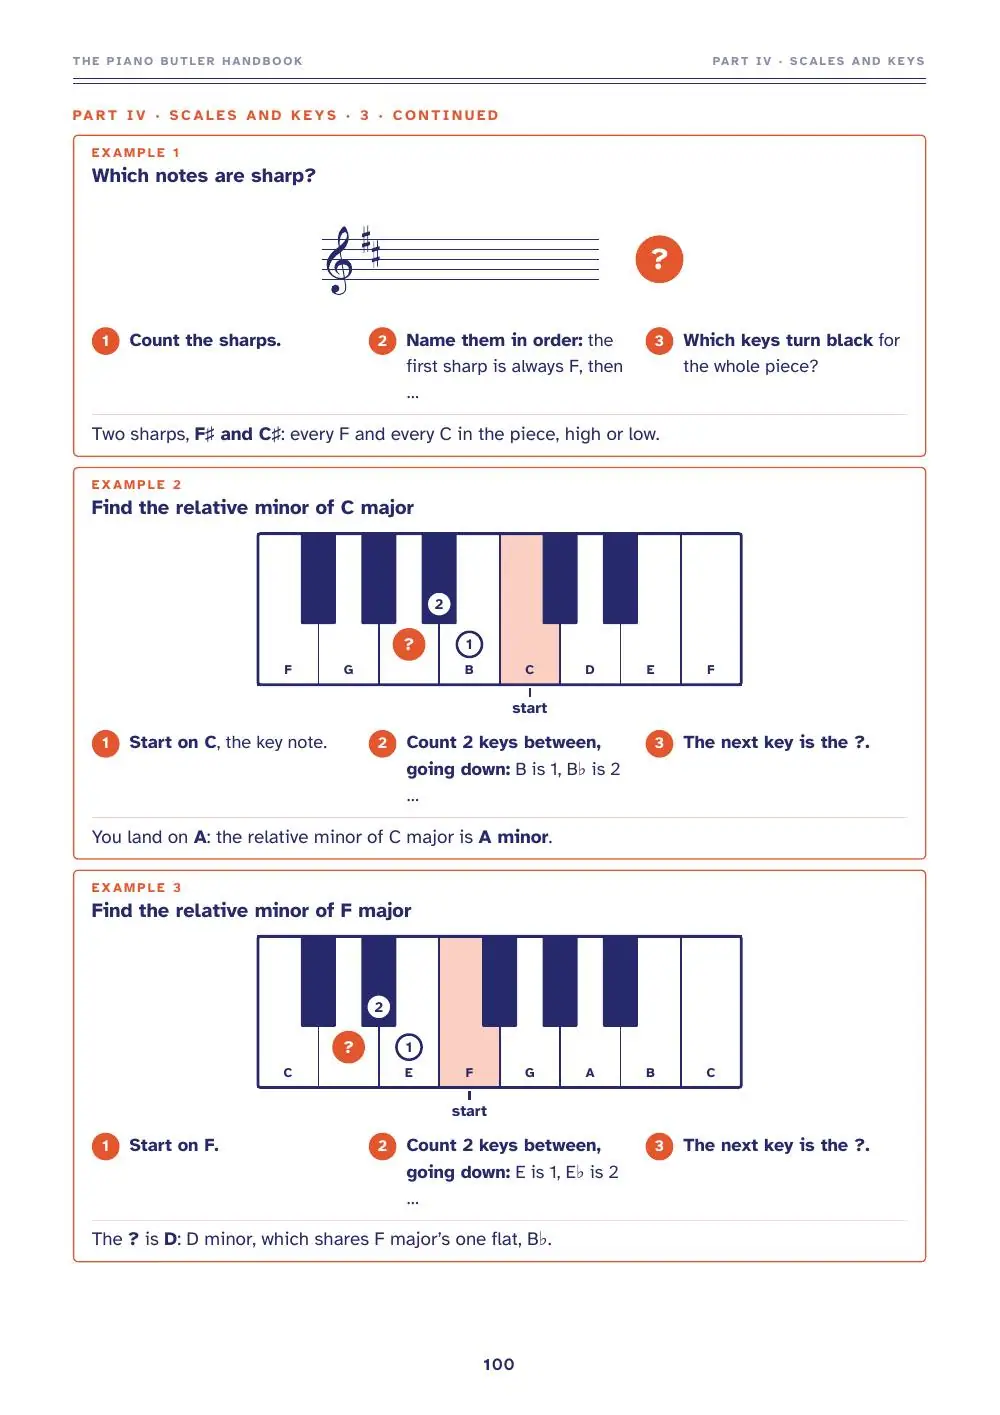 THE PIANO BUTLER HANDBOOK
PART IV · SCALES AND KEYS
PART IV · SCALES AND KEYS · 3 · CONTINUED
EXAMPLE 1
Which notes are sharp?
?
1 Count the sharps.
2 Name them in order: the
first sharp is always F, then
...
3 Which keys turn black for
the whole piece?
Two sharps, F♯ and C♯: every F and every C in the piece, high or low.
EXAMPLE 2
Find the relative minor of C major
2
? 1
F G B C D E F
start
1 Start on C, the key note.
2 Count 2 keys between,
going down: B is 1, B♭ is 2
...
3 The next key is the ?.
You land on A: the relative minor of C major is A minor.
EXAMPLE 3
Find the relative minor of F major
2
? 1
C E F G A B C
start
1 Start on F.
2 Count 2 keys between,
going down: E is 1, E♭ is 2
...
3 The next key is the ?.
The ? is D: D minor, which shares F major’s one flat, B♭.
100